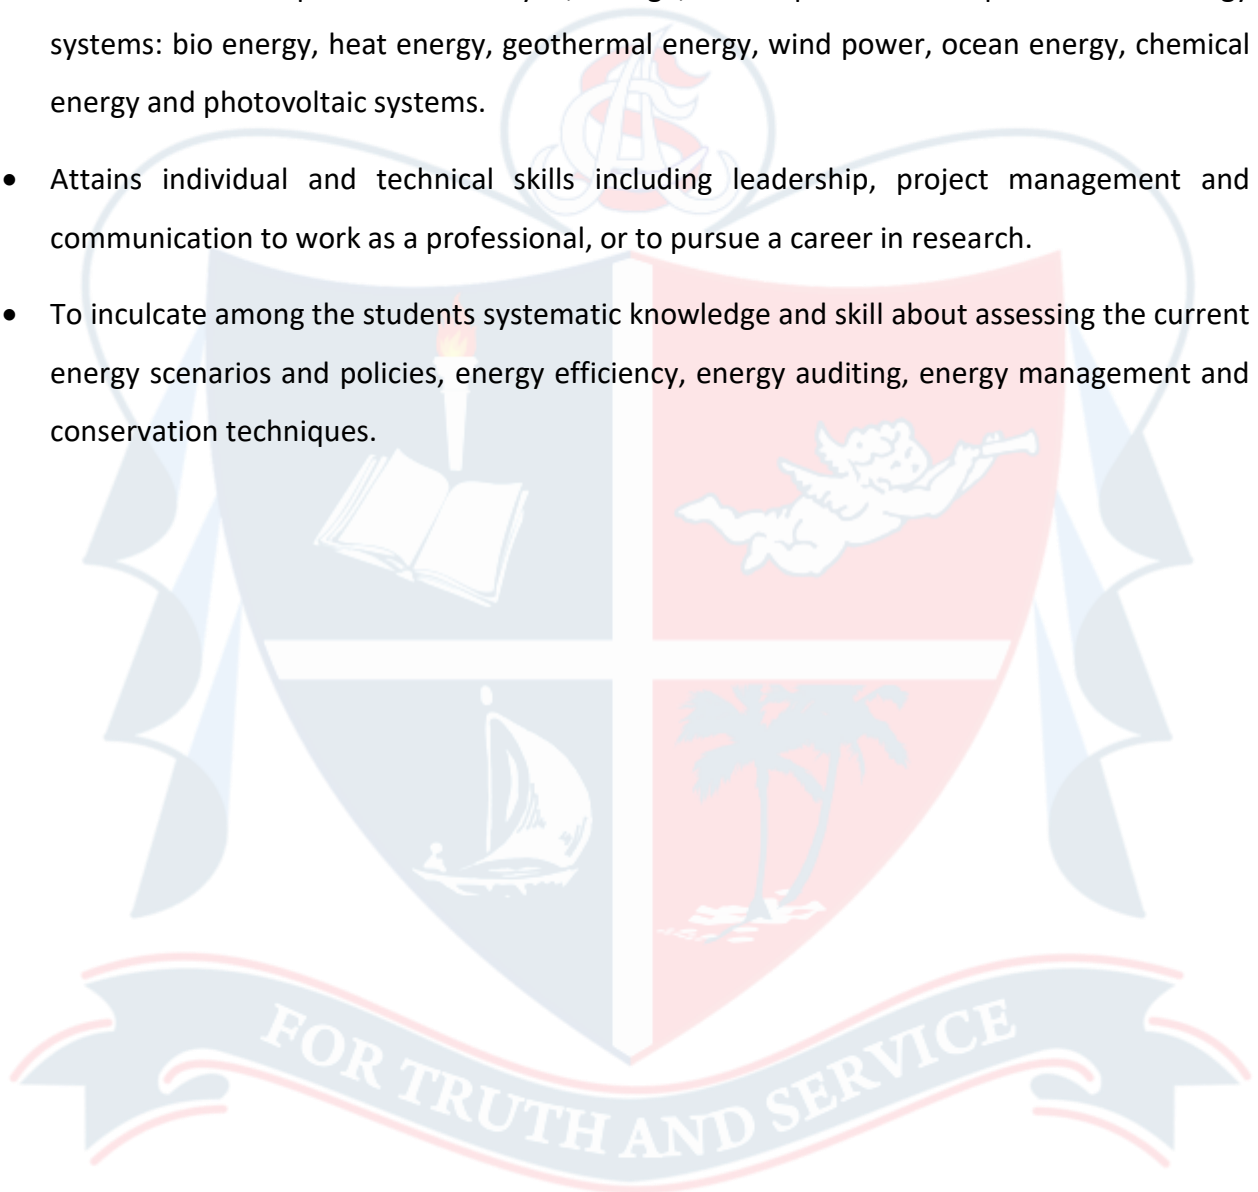 systems: bio energy, heat energy, geothermal energy, wind power, ocean energy, chemical
energy and photovoltaic systems.
• Attains individual and technical skills including leadership, project management and
communication to work as a professional, or to pursue a career in research.
• To inculcate among the students systematic knowledge and skill about assessing the current
energy scenarios and policies, energy efficiency, energy auditing, energy management and
conservation techniques.
FOR TRUTH AND SERVICE